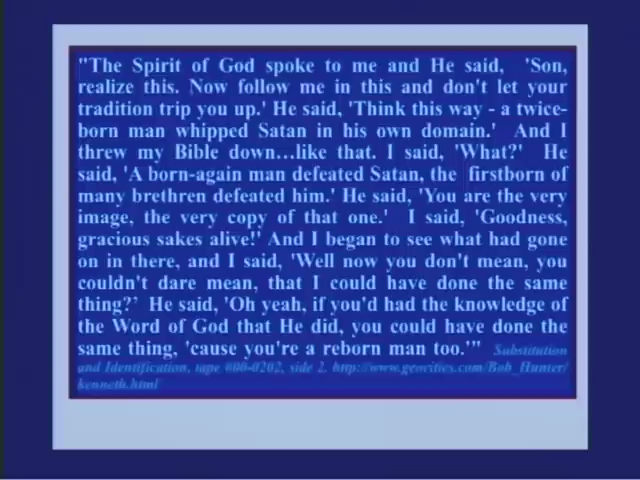 "The Spirit of God spoke to me and He said, 'Son,
realize this. Now follow me in this and don't let your
tradition trip you up.' He said, 'Think this way - a twice-
born man whipped Satan in his own domain.' And I
threw my Bible down...like that. I said, 'What?' He
said, 'A born-again man defeated Satan, the firstborn of
many brethren defeated him.' He said, 'You are the very
image, the very copy of that one.' I said, 'Goodness,
gracious sakes alive!' And I began to see what had gone
on in there, and I said, 'Well now you don't mean, you
couldn't dare mean, that I could have done the same
thing?' He said, 'Oh yeah, if you'd had the knowledge of
the Word of God that He did, you could have done the
same thing, 'cause you're a reborn man too.'" Substitution
and Identification, tape #00-0202, side 2, http://www.geocities.com/Bob_Hunter/
kenneth.html